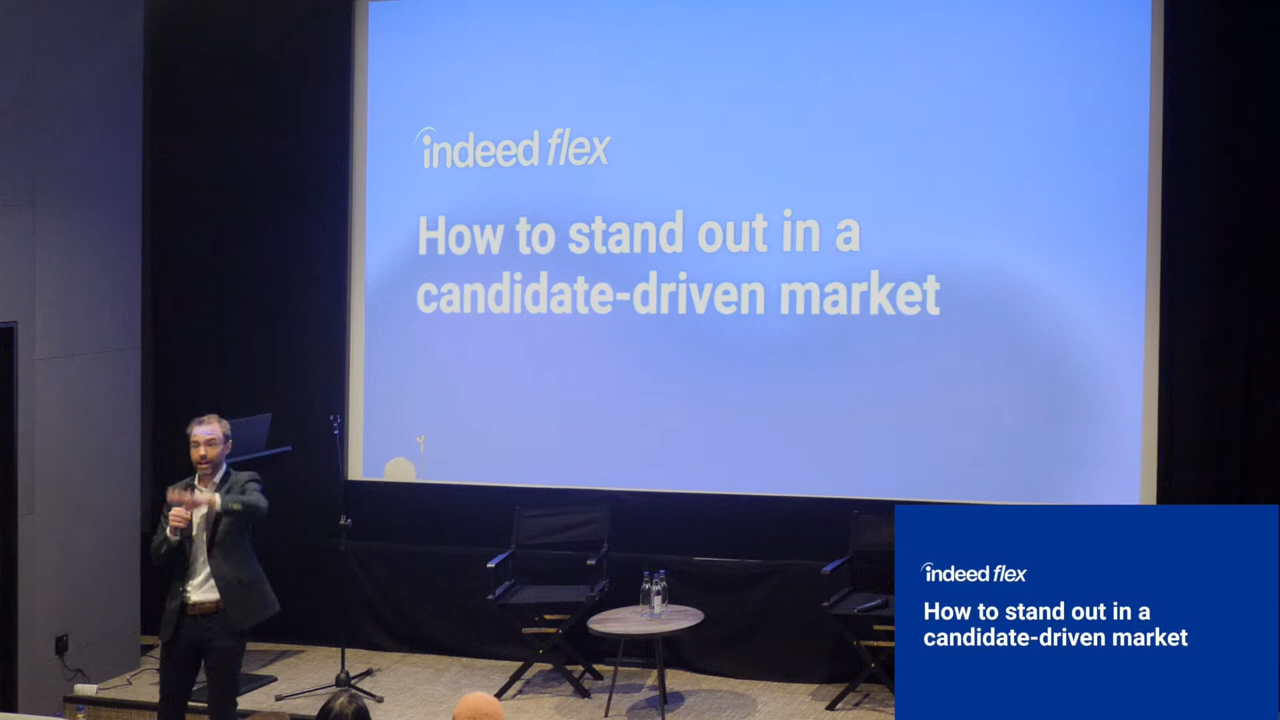 indeed flex
How to stand out in a
candidate-driven market
indeed flex
How to stand out in a
candidate-driven market